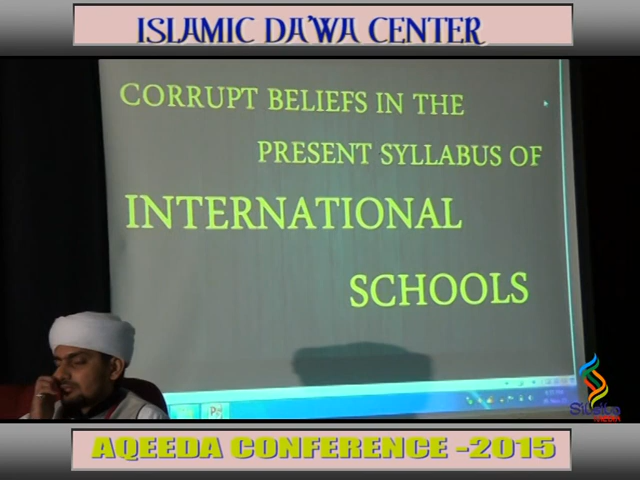 ISLAMIC DA'WA CENTER
CORRUPT BELIEFS IN THE
PRESENT SYLLABUS OF
INTERNATIONAL
SCHOOLS
AQEEDA CONFERENCE -2015